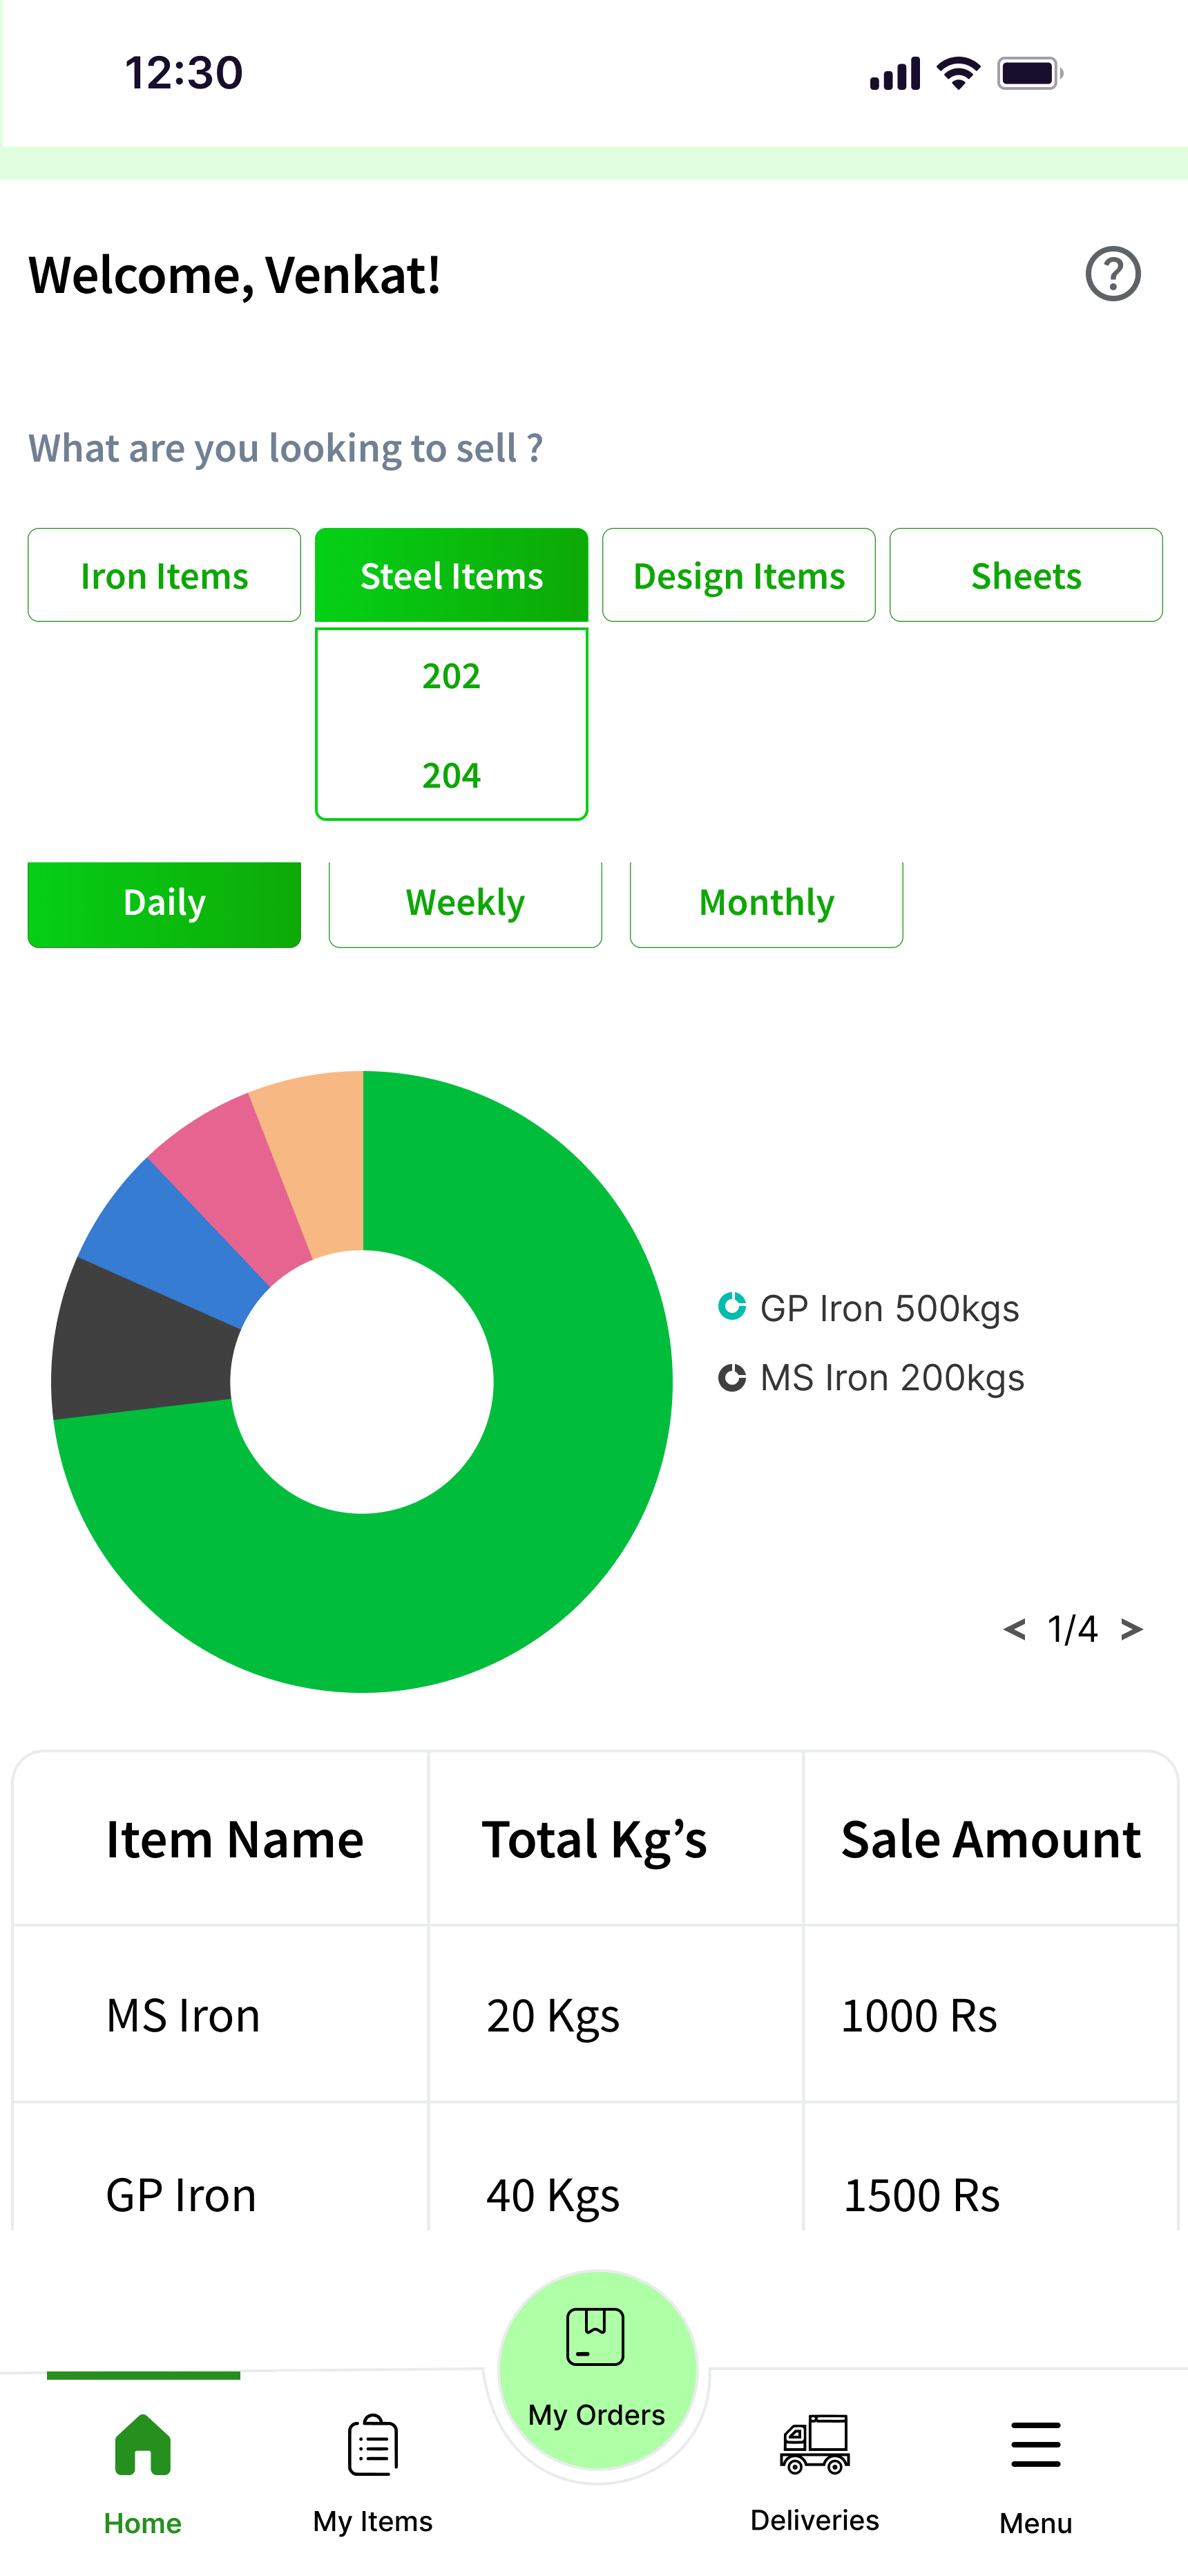 12:30
Welcome, Venkat!
What are you looking to sell ?
Iron Items Steel Items Design Items Sheets
202
204
Daily Weekly Monthly
GP Iron 500kgs
MS Iron 200kgs
< 1/4 >
Item Name Total Kg’s Sale Amount
MS Iron 20 Kgs 1000 Rs
GP Iron 40 Kgs 1500 Rs
My Orders
Home My Items Deliveries Menu